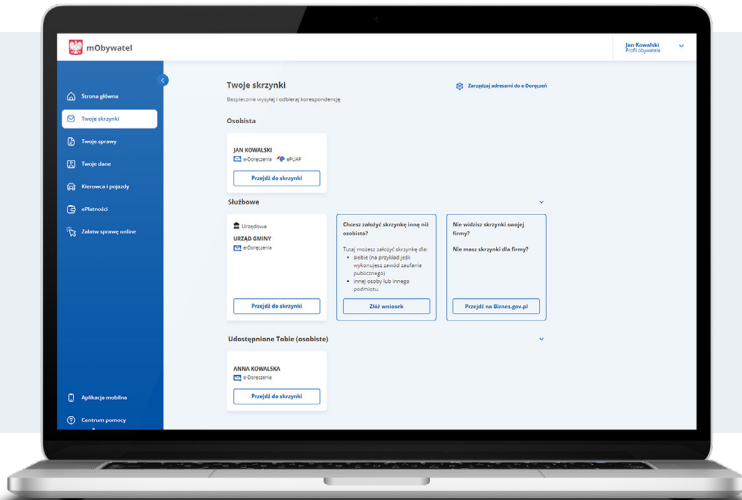 mObywatel
Jan Kowalski
Profil obywatela
Strona główna
Twoje skrzynki
Twoje sprawy
Twoje dane
Kierowca i pojazdy
ePłatności
Załatw sprawę online
Aplikacja mobilna
Centrum pomocy
Twoje skrzynki
Zarządzaj adresami do e-Doręczeń
Bezpiecznie wysyłaj i odbieraj korespondencję
Osobista
JAN KOWALSKI
e-Doręczenia ePUAP
Przejdź do skrzynki
Służbowe
Urzędowa
URZĄD GMINY
e-Doręczenia
Przejdź do skrzynki
Chcesz założyć skrzynkę inną niż
osobista?
Tutaj możesz założyć skrzynkę dla:
siebie (na przykład jeśli
wykonujesz zawód zaufania
publicznego)
innej osoby lub innego
podmiotu.
Złóż wniosek
Nie widzisz skrzynki swojej
firmy?
Nie masz skrzynki dla firmy?
Przejdź na Biznes.gov.pl
Udostępnione Tobie (osobiste)
ANNA KOWALSKA
e-Doręczenia
Przejdź do skrzynki